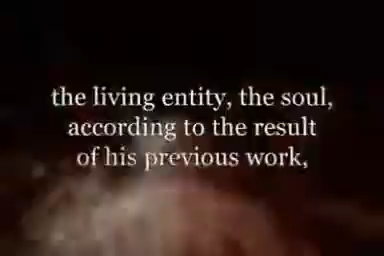 the living entity, the soul,
according to the result
of his previous work,